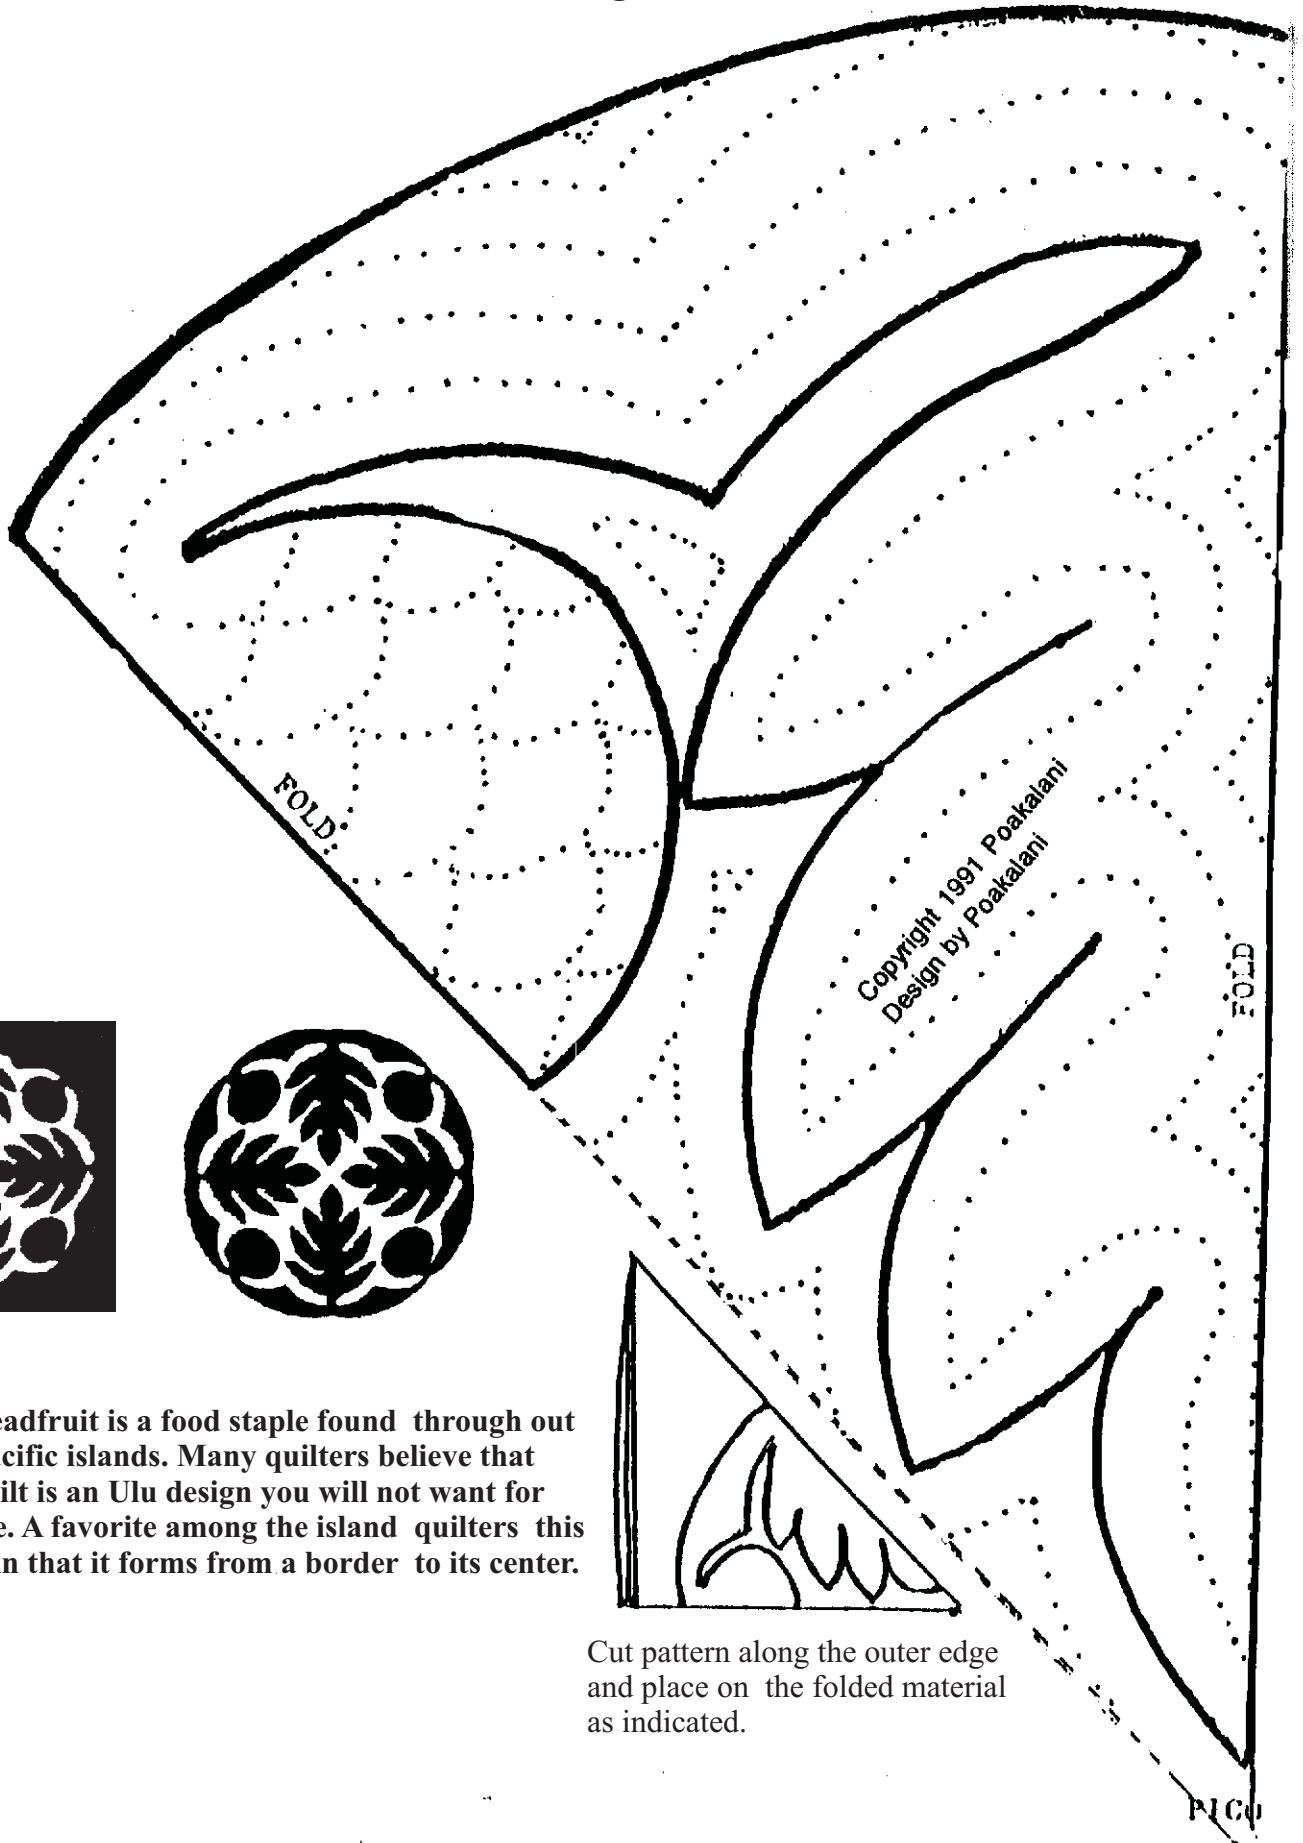 FOLD
Copyright 1991 Poakalani
Design by Poakalani
FOLD
eadfruit is a food staple found through out
cific islands. Many quilters believe that
ilt is an Ulu design you will not want for
e. A favorite among the island quilters this
n that it forms from a border to its center.
Cut pattern along the outer edge
and place on the folded material
as indicated.